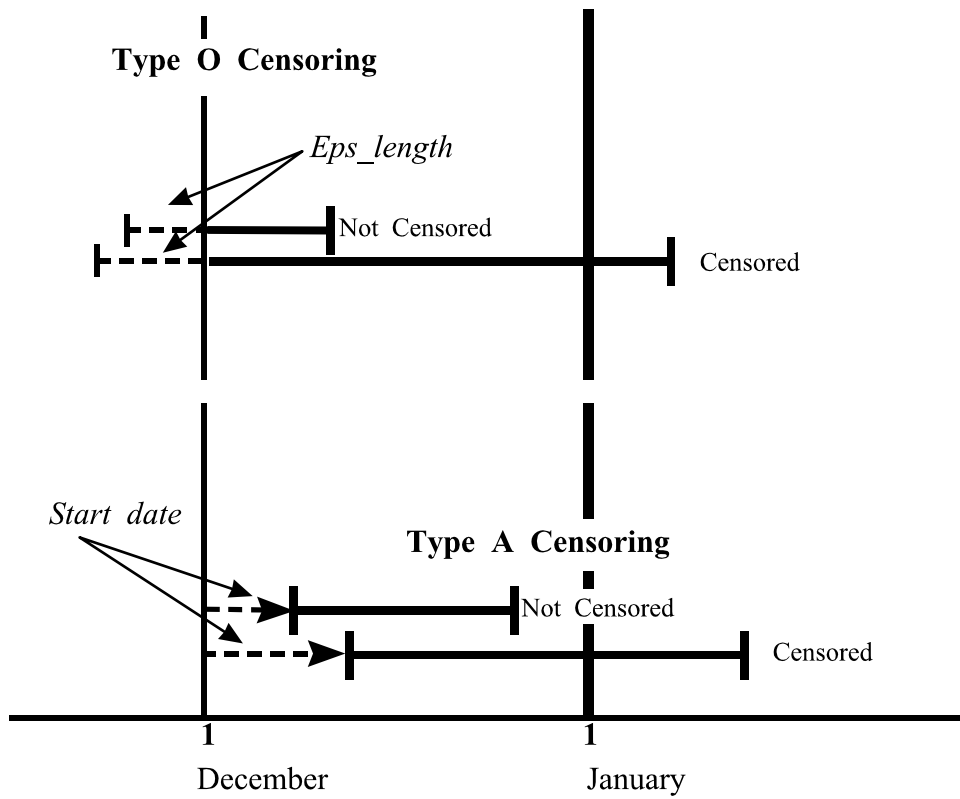 Type O Censoring
Eps_length
Not Censored
Censored
Start date
Type A Censoring
Not Censored
Censored
1 1
December January